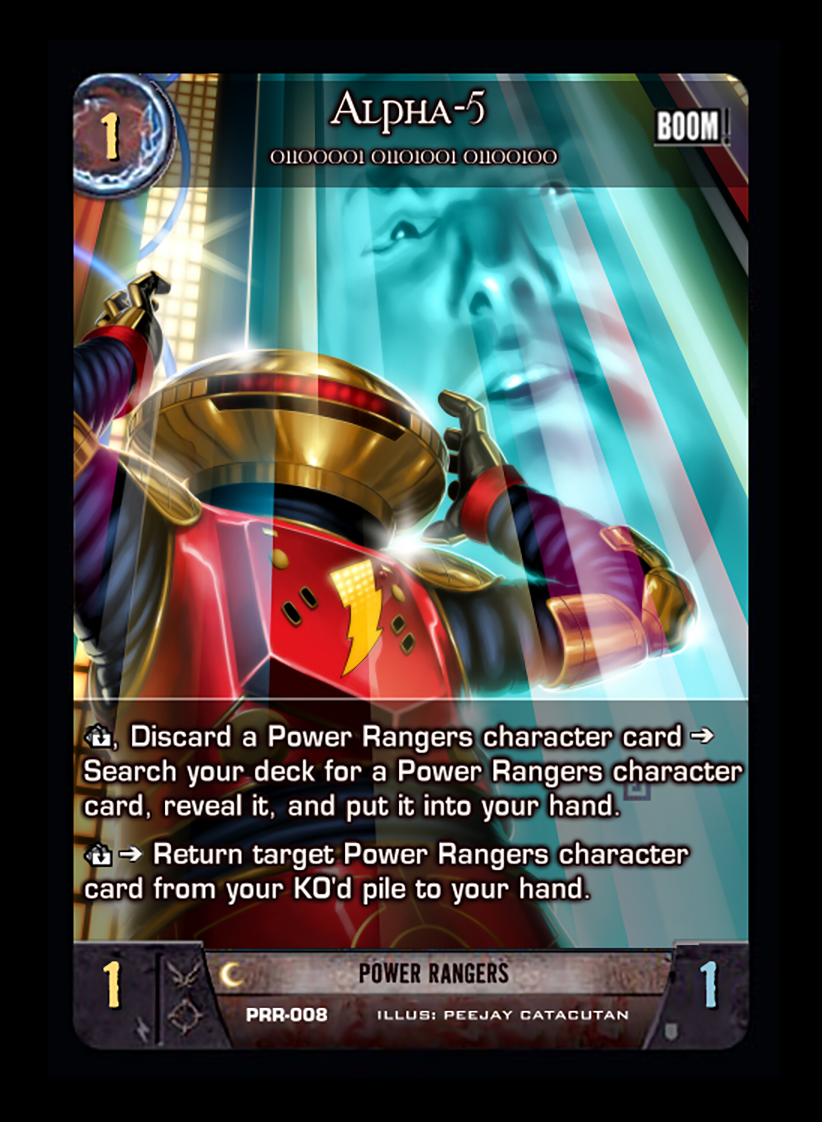 1
Alpha-5
BOOM!
01100001 01101001 01100100
, Discard a Power Rangers character card →
Search your deck for a Power Rangers character
card, reveal it, and put it into your hand.
→ Return target Power Rangers character
card from your KO'd pile to your hand.
1
POWER RANGERS
1
PRR-008
ILLUS: PEEJAY CATACUTAN